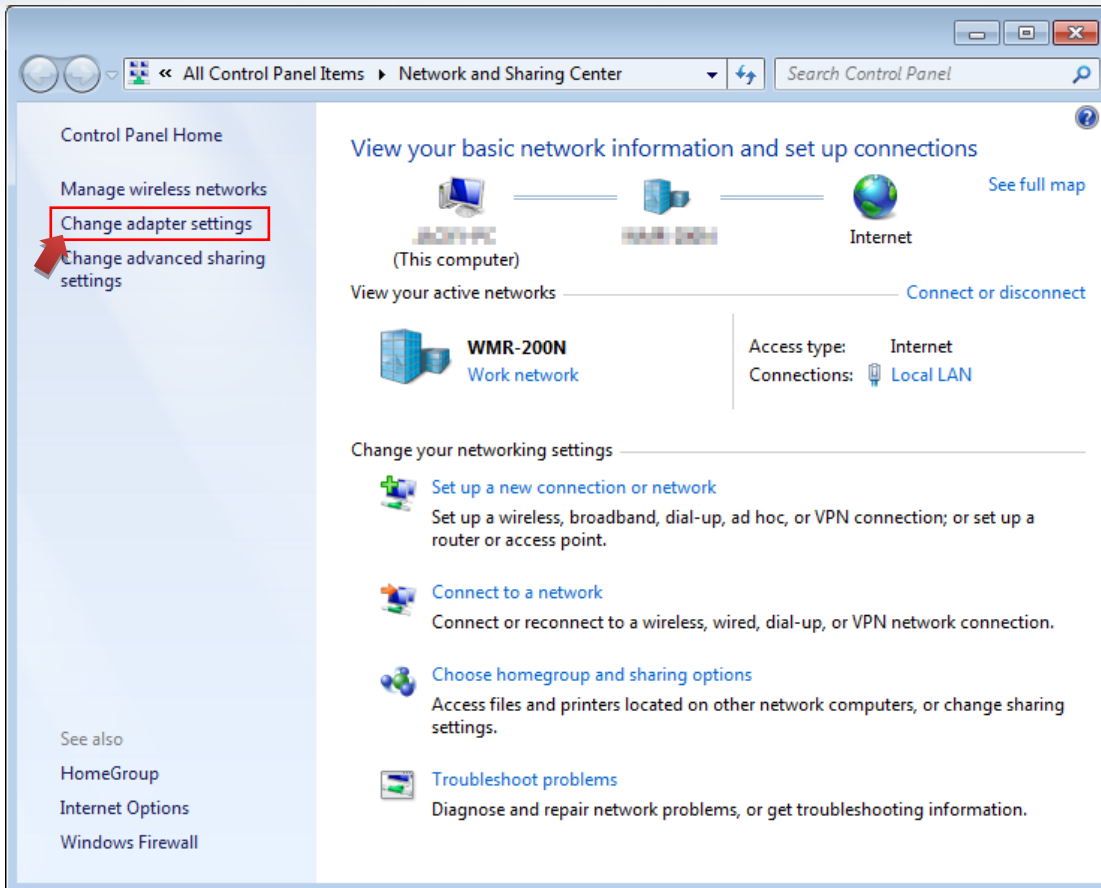 « All Control Panel Items ▸ Network and Sharing Center
Search Control Panel
Control Panel Home
Manage wireless networks
Change adapter settings
Change advanced sharing
settings
See also
HomeGroup
Internet Options
Windows Firewall
View your basic network information and set up connections
See full map
(This computer)
Internet
View your active networks
Connect or disconnect
WMR-200N
Work network
Access type: Internet
Connections: Local LAN
Change your networking settings
Set up a new connection or network
Set up a wireless, broadband, dial-up, ad hoc, or VPN connection; or set up a
router or access point.
Connect to a network
Connect or reconnect to a wireless, wired, dial-up, or VPN network connection.
Choose homegroup and sharing options
Access files and printers located on other network computers, or change sharing
settings.
Troubleshoot problems
Diagnose and repair network problems, or get troubleshooting information.